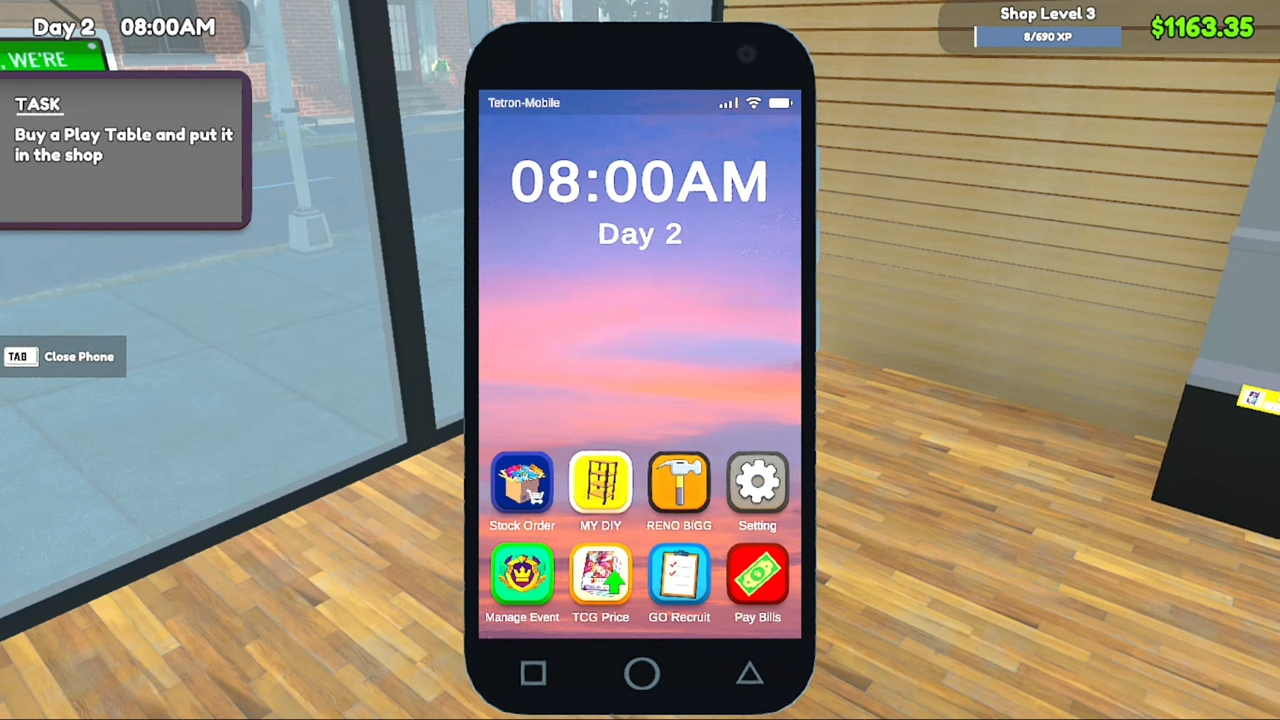 Day 2 08:00AM
WE'RE
TASK
Buy a Play Table and put it
in the shop
TAB Close Phone
Shop Level 3
8/690 XP
$1163.35
Tetron-Mobile
08:00AM
Day 2
Stock Order MY DIY RENO BIGG Setting
Manage Event TCG Price GO Recruit Pay Bills